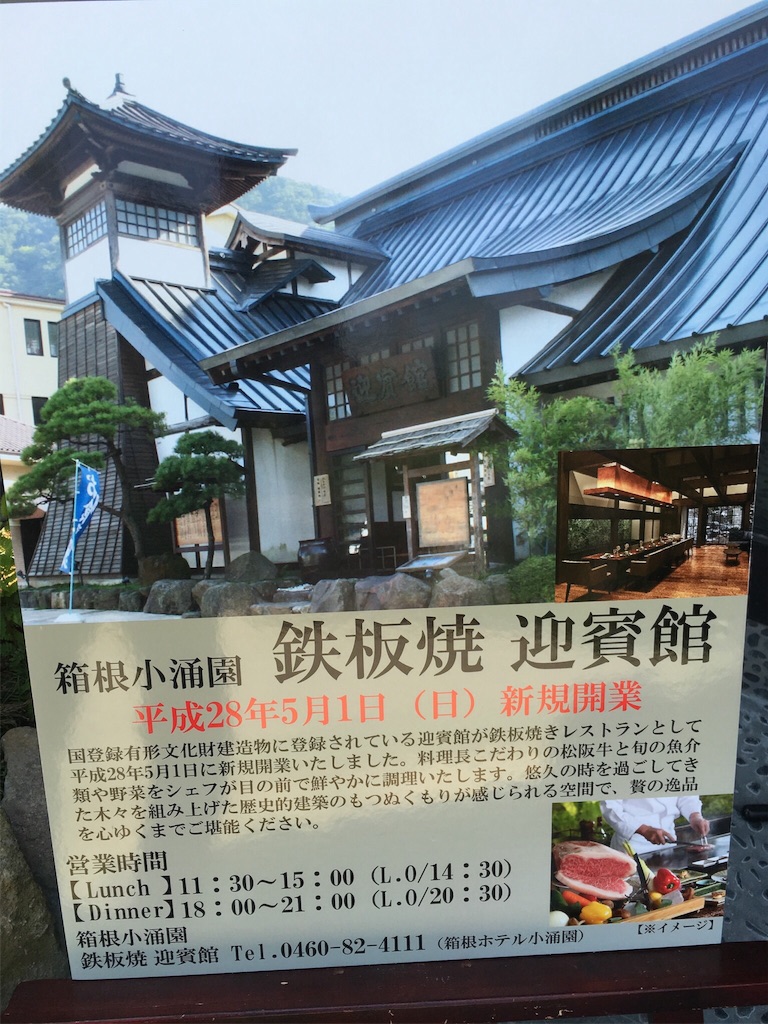 迎賓館
箱根小涌園 鉄板焼 迎賓館
平成28年5月1日（日）新規開業
国登録有形文化財建造物に登録されている迎賓館が鉄板焼きレストランとして
平成28年5月1日に新規開業いたしました。料理長こだわりの松阪牛と旬の魚介
類や野菜をシェフが目の前で鮮やかに調理いたします。悠久の時を過ごしてき
た木々を組み上げた歴史的建築のもつぬくもりが感じられる空間で、贅の逸品
を心ゆくまでご堪能ください。
営業時間
【Lunch 】11：30～15：00（L.O/14：30）
【Dinner】18：00～21：00（L.O/20：30）
箱根小涌園
鉄板焼 迎賓館 Tel.0460-82-4111（箱根ホテル小涌園）
【※イメージ】